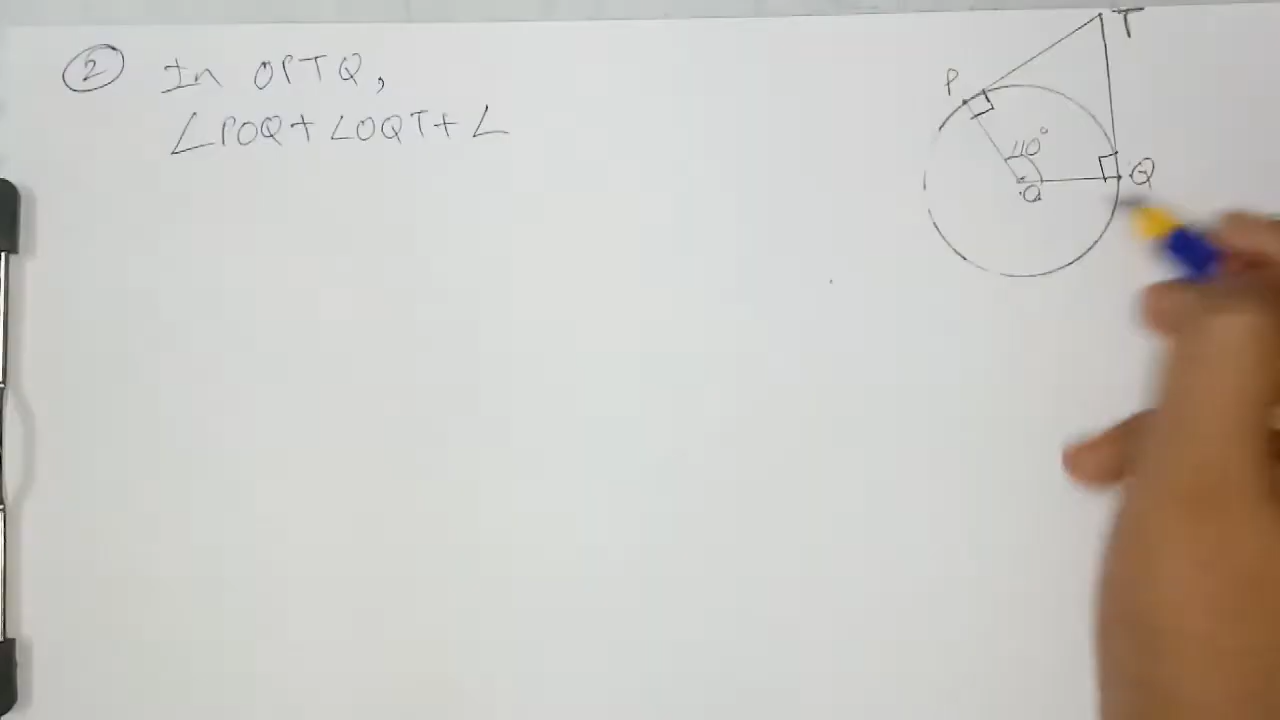 ② In OPTQ,
∠POQ + ∠OQT + ∠
T
P
110°
O
Q